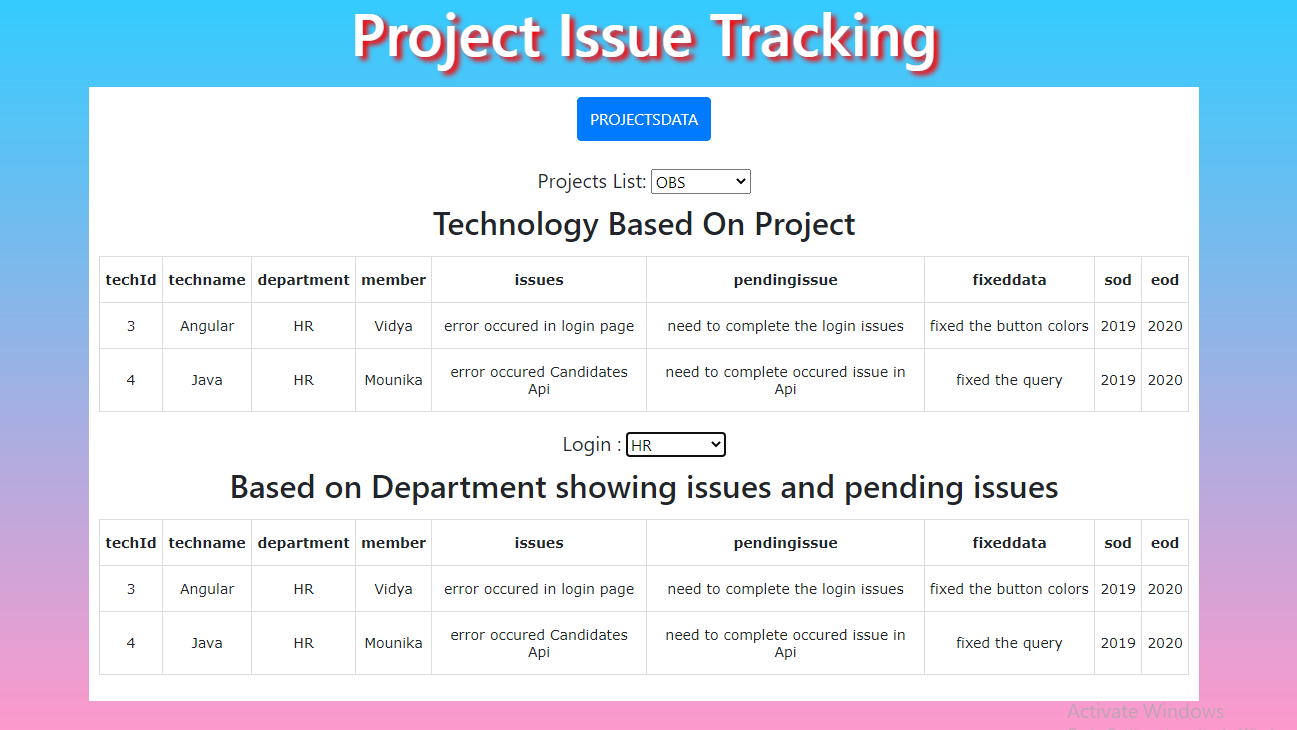 Project Issue Tracking
PROJECTSDATA
Projects List: OBS
Technology Based On Project
techId techname department member issues pendingissue fixeddata sod eod
3 Angular HR Vidya error occured in login page need to complete the login issues fixed the button colors 2019 2020
4 Java HR Mounika error occured Candidates Api need to complete occured issue in Api fixed the query 2019 2020
Login : HR
Based on Department showing issues and pending issues
techId techname department member issues pendingissue fixeddata sod eod
3 Angular HR Vidya error occured in login page need to complete the login issues fixed the button colors 2019 2020
4 Java HR Mounika error occured Candidates Api need to complete occured issue in Api fixed the query 2019 2020
Activate Windows